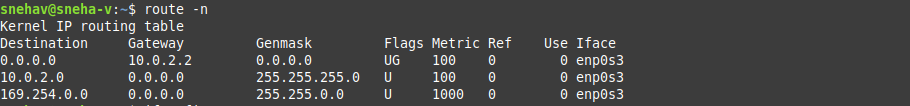 snehav@sneha-v:~$ route -n
Kernel IP routing table
Destination     Gateway         Genmask         Flags Metric Ref    Use Iface
0.0.0.0         10.0.2.2        0.0.0.0         UG    100    0        0 enp0s3
10.0.2.0        0.0.0.0         255.255.255.0   U     100    0        0 enp0s3
169.254.0.0     0.0.0.0         255.255.0.0     U     1000   0        0 enp0s3